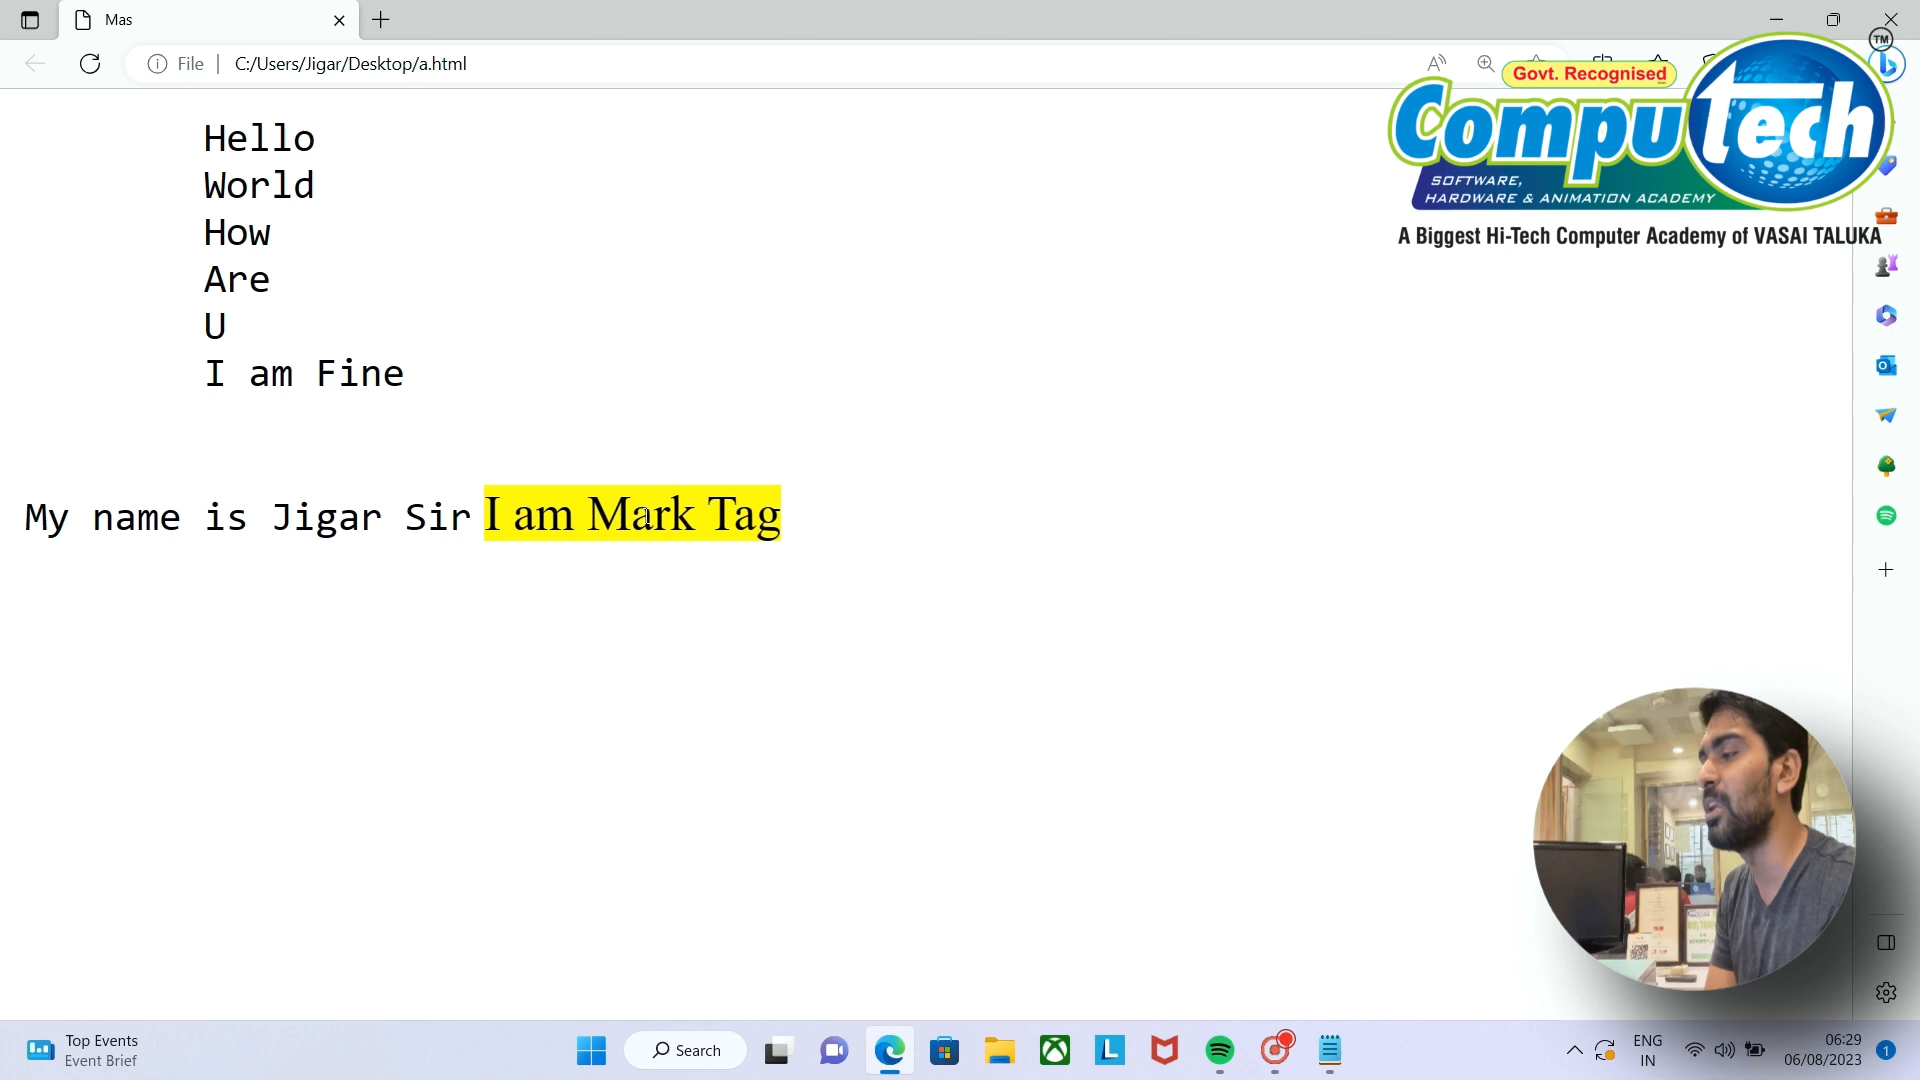 Mas
File
C:/Users/Jigar/Desktop/a.html
TM
Govt. Recognised
Computech
SOFTWARE,
HARDWARE & ANIMATION ACADEMY
A Biggest Hi-Tech Computer Academy of VASAI TALUKA
Hello
World
How
Are
U
I am Fine
My name is Jigar Sir I am Mark Tag
Top Events
Event Brief
Search
ENG
IN
06:29
06/08/2023
1